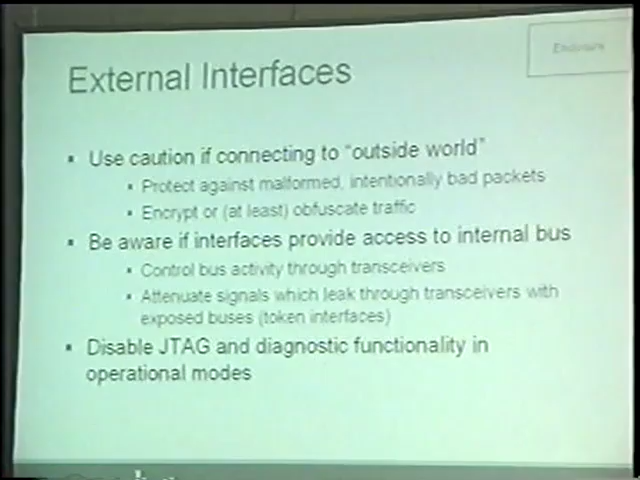 Enclosure
External Interfaces
▪ Use caution if connecting to "outside world"
▪ Protect against malformed, intentionally bad packets
▪ Encrypt or (at least) obfuscate traffic
▪ Be aware if interfaces provide access to internal bus
▪ Control bus activity through transceivers
▪ Attenuate signals which leak through transceivers with
exposed buses (token interfaces)
▪ Disable JTAG and diagnostic functionality in
operational modes